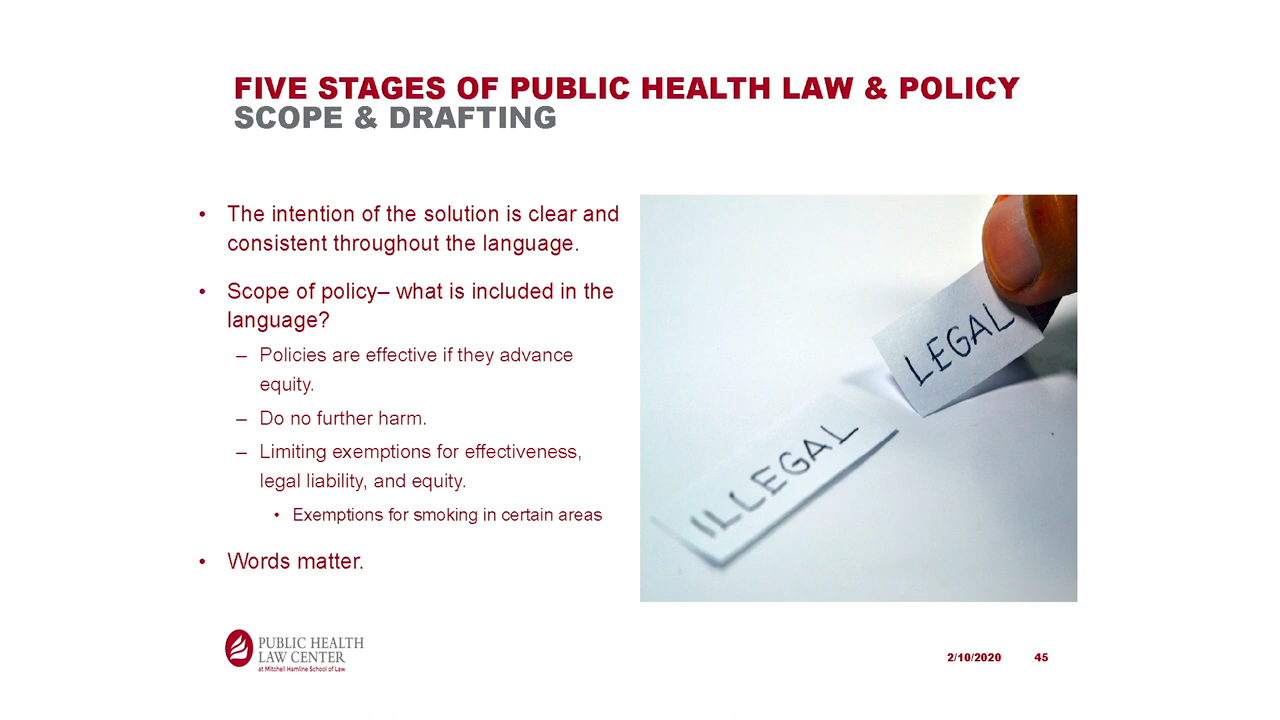 FIVE STAGES OF PUBLIC HEALTH LAW & POLICY
SCOPE & DRAFTING
• The intention of the solution is clear and
consistent throughout the language.
• Scope of policy– what is included in the
language?
– Policies are effective if they advance
equity.
– Do no further harm.
– Limiting exemptions for effectiveness,
legal liability, and equity.
• Exemptions for smoking in certain areas
• Words matter.
LEGAL
ILLEGAL
PUBLIC HEALTH
LAW CENTER
at Mitchell Hamline School of Law
2/10/2020 45